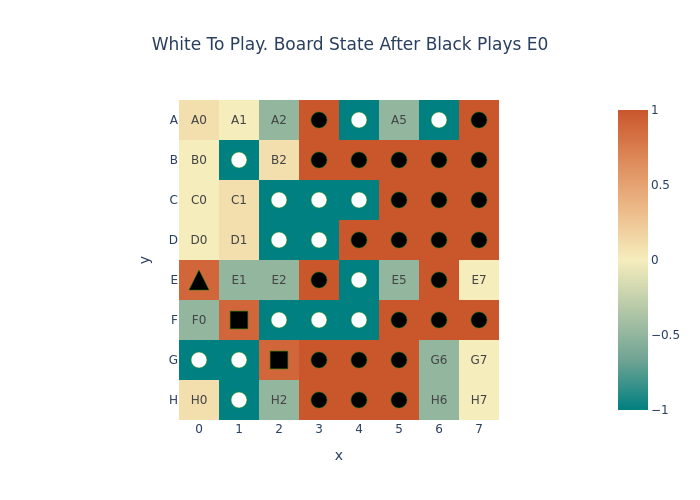 White To Play. Board State After Black Plays E0
A A0 A1 A2 A5
B B0 B2
C C0 C1
D D0 D1
E E1 E2 E5 E7
F F0
G G6 G7
H H0 H2 H6 H7
0 1 2 3 4 5 6 7
x
y
1
0.5
0
−0.5
−1